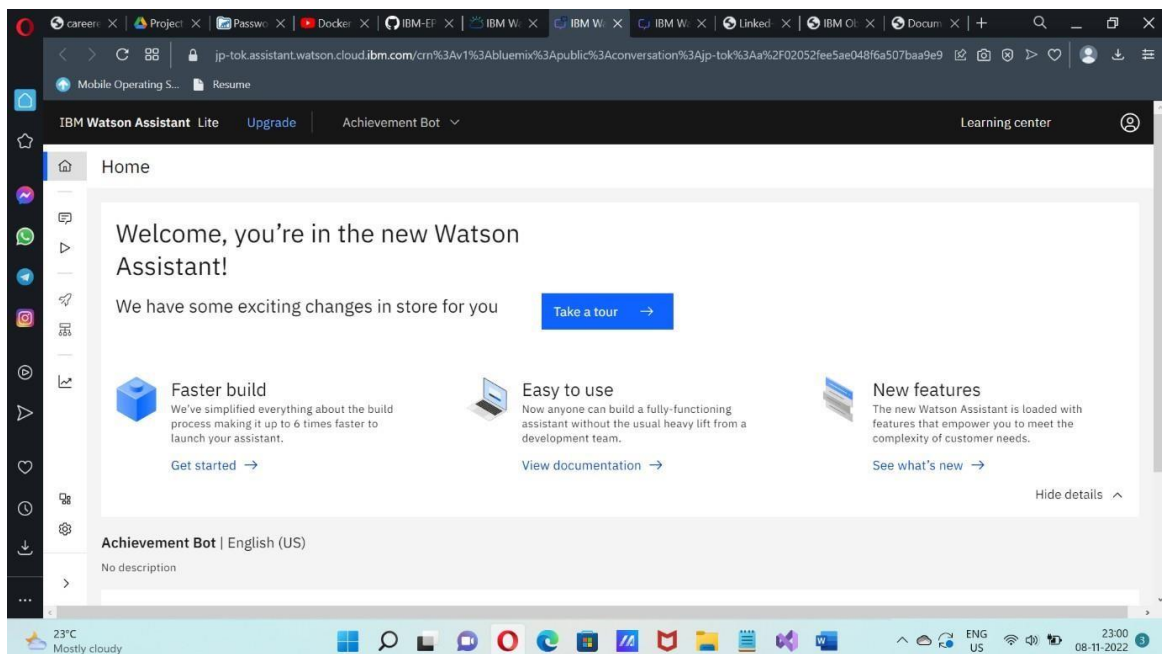 careere
Project
Passwo
Docker
IBM-EF
IBM W
IBM W
IBM W
Linked
IBM Ob
Docum
jp-tok.assistant.watson.cloud.ibm.com/crn%3Av1%3Abluemix%3Apublic%3Aconversation%3Ajp-tok%3Aa%2F02052fee5ae048f6a507baa9e9
Mobile Operating S...
Resume
IBM Watson Assistant Lite
Upgrade
Achievement Bot
Learning center
Home
Welcome, you're in the new Watson
Assistant!
We have some exciting changes in store for you
Take a tour
Faster build
We've simplified everything about the build
process making it up to 6 times faster to
launch your assistant.
Get started
Easy to use
Now anyone can build a fully-functioning
assistant without the usual heavy lift from a
development team.
View documentation
New features
The new Watson Assistant is loaded with
features that empower you to meet the
complexity of customer needs.
See what's new
Hide details
Achievement Bot | English (US)
No description
23°C
Mostly cloudy
ENG
US
23:00
08-11-2022
3